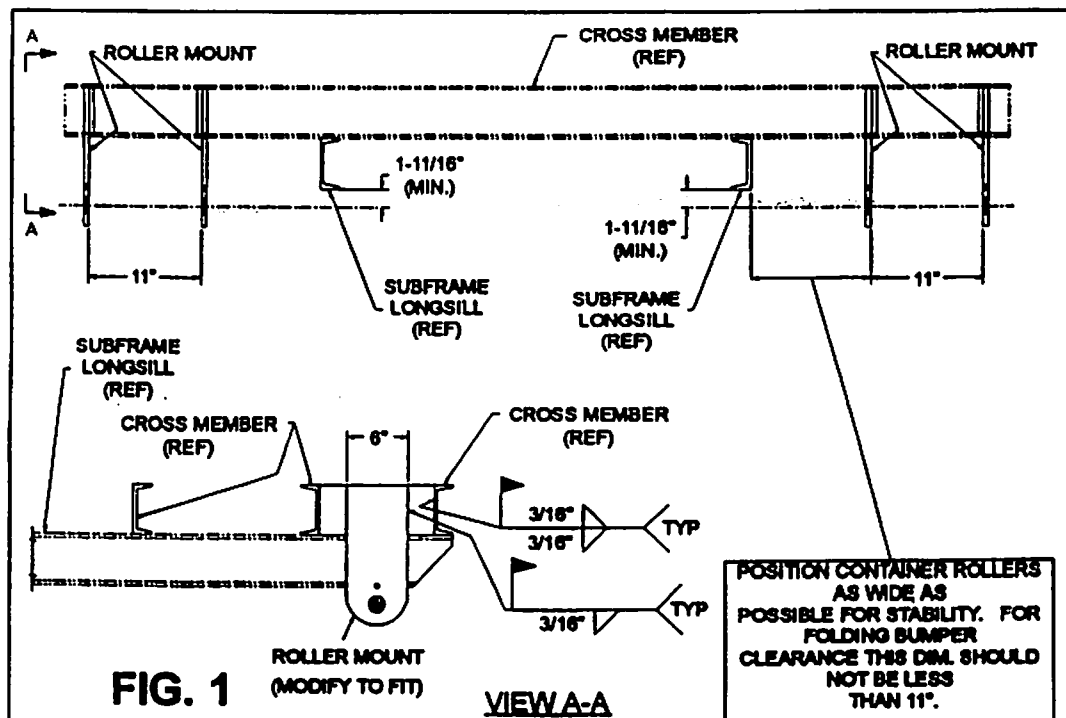 A
ROLLER MOUNT
CROSS MEMBER
(REF)
ROLLER MOUNT
1-11/16"
(MIN.)
A
1-11/16"
(MIN.)
11"
11"
SUBFRAME
LONGSILL
(REF)
SUBFRAME
LONGSILL
(REF)
SUBFRAME
LONGSILL
(REF)
CROSS MEMBER
(REF)
6"
CROSS MEMBER
(REF)
3/16"
3/16"
TYP
3/16"
TYP
POSITION CONTAINER ROLLERS
AS WIDE AS
POSSIBLE FOR STABILITY. FOR
FOLDING BUMPER
CLEARANCE THIS DIM. SHOULD
NOT BE LESS
THAN 11".
ROLLER MOUNT
(MODIFY TO FIT)
FIG. 1
VIEW A-A